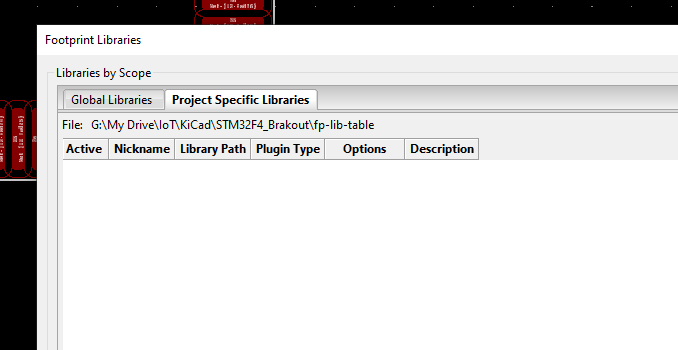 Footprint Libraries
Libraries by Scope
Global Libraries Project Specific Libraries
File: G:\My Drive\IoT\KiCad\STM32F4_Brakout\fp-lib-table
Active Nickname Library Path Plugin Type Options Description